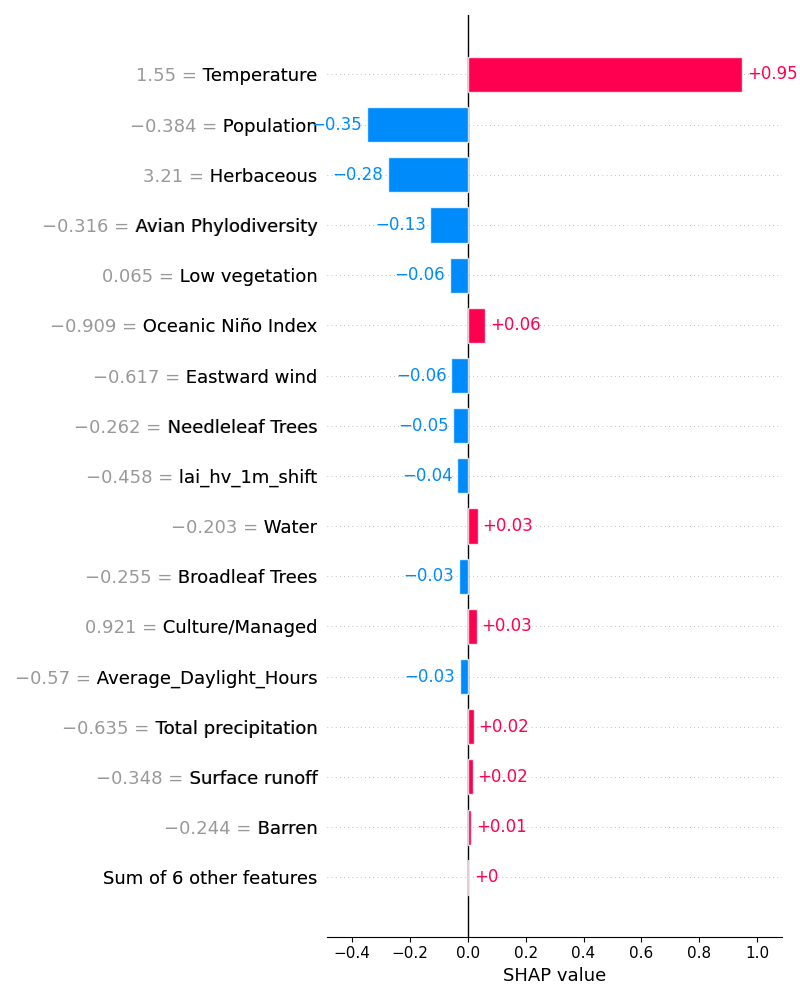 1.55 = Temperature +0.95
−0.384 = Population −0.35
3.21 = Herbaceous −0.28
−0.316 = Avian Phylodiversity −0.13
0.065 = Low vegetation −0.06
−0.909 = Oceanic Niño Index +0.06
−0.617 = Eastward wind −0.06
−0.262 = Needleleaf Trees −0.05
−0.458 = lai_hv_1m_shift −0.04
−0.203 = Water +0.03
−0.255 = Broadleaf Trees −0.03
0.921 = Culture/Managed +0.03
−0.57 = Average_Daylight_Hours −0.03
−0.635 = Total precipitation +0.02
−0.348 = Surface runoff +0.02
−0.244 = Barren +0.01
Sum of 6 other features +0
−0.4 −0.2 0.0 0.2 0.4 0.6 0.8 1.0
SHAP value